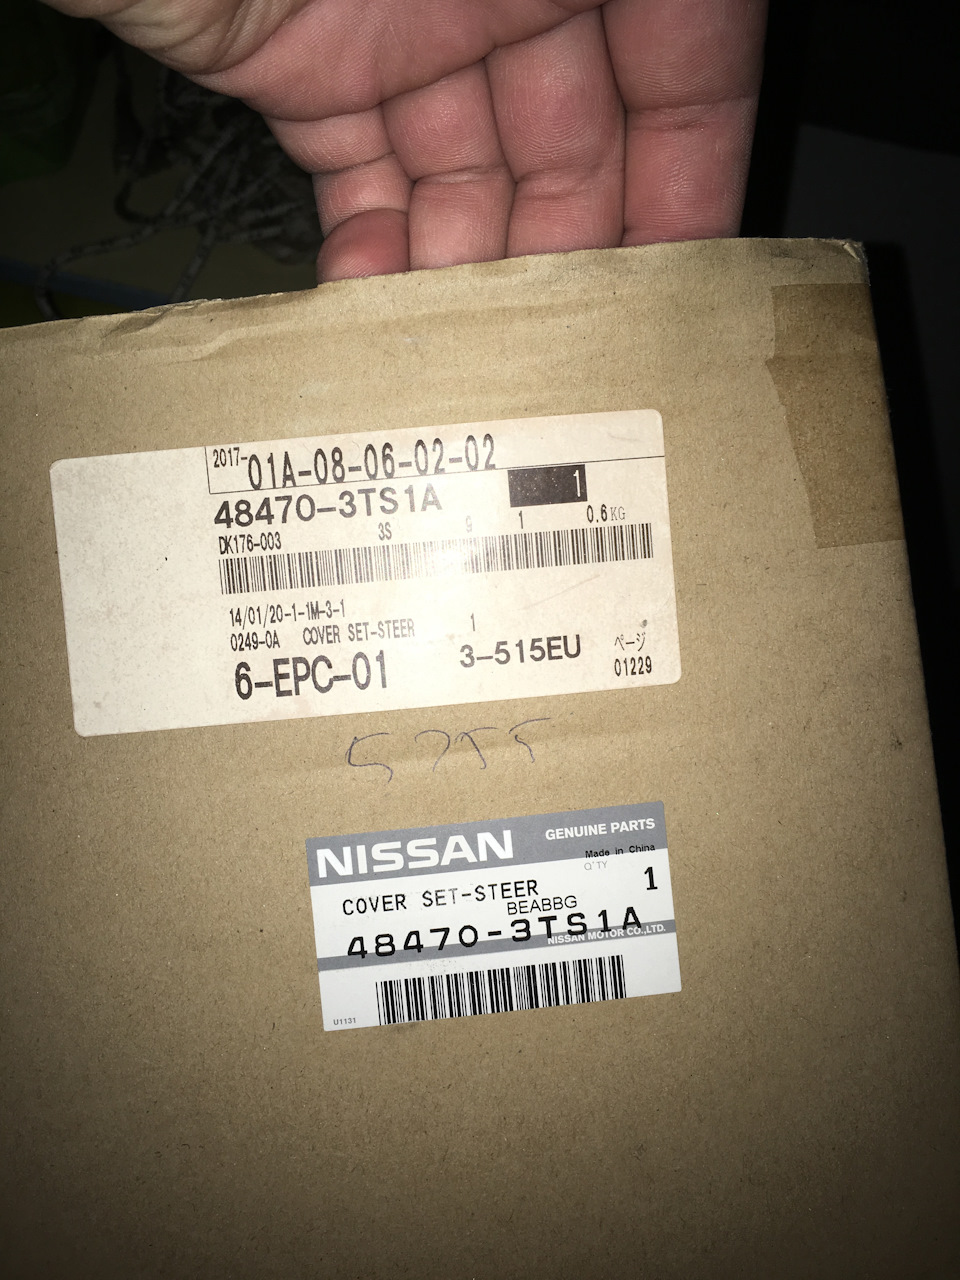 2017-01A-08-06-02-02
48470-3TS1A 1
DK176-003 3S 9 1 0.6KG
14/01/20-1-1M-3-1
0249-0A COVER SET-STEER 1
6-EPC-01 3-515EU ページ
01229
5755
NISSAN GENUINE PARTS
Made in China
Q'TY
COVER SET-STEER 1
BEABBG
48470-3TS1A
NISSAN MOTOR CO.,LTD.
U1131